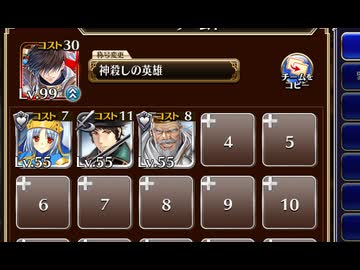 コスト30
称号変更
神殺しの英雄
チームを
コピー
Lv.99
コスト 7
コスト11
コスト 8
Lv.55
Lv.55
Lv.55
4
5
6
7
8
9
10